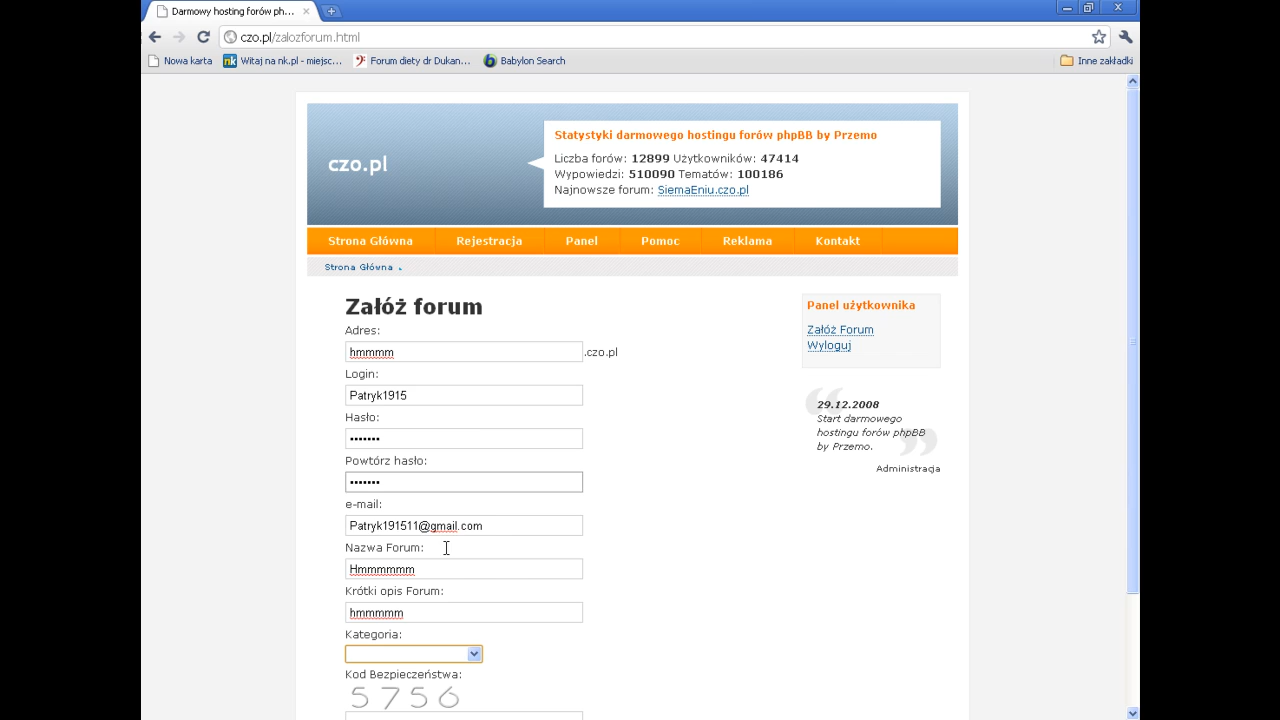 Darmowy hosting forów ph...
czo.pl/zalozforum.html
Nowa karta
Witaj na nk.pl - miejsc...
Forum diety dr Dukan...
Babylon Search
Inne zakładki
czo.pl
Statystyki darmowego hostingu forów phpBB by Przemo
Liczba forów: 12899 Użytkowników: 47414
Wypowiedzi: 510090 Tematów: 100186
Najnowsze forum: SiemaEniu.czo.pl
Strona Główna Rejestracja Panel Pomoc Reklama Kontakt
Strona Główna
Załóż forum
Adres:
hmmmm .czo.pl
Login:
Patryk1915
Hasło:
•••••••
Powtórz hasło:
•••••••
e-mail:
Patryk191511@gmail.com
Nazwa Forum:
Hmmmmmm
Krótki opis Forum:
hmmmmm
Kategoria:
Kod Bezpieczeństwa:
5756
Panel użytkownika
Załóż Forum
Wyloguj
29.12.2008
Start darmowego
hostingu forów phpBB
by Przemo.
Administracja